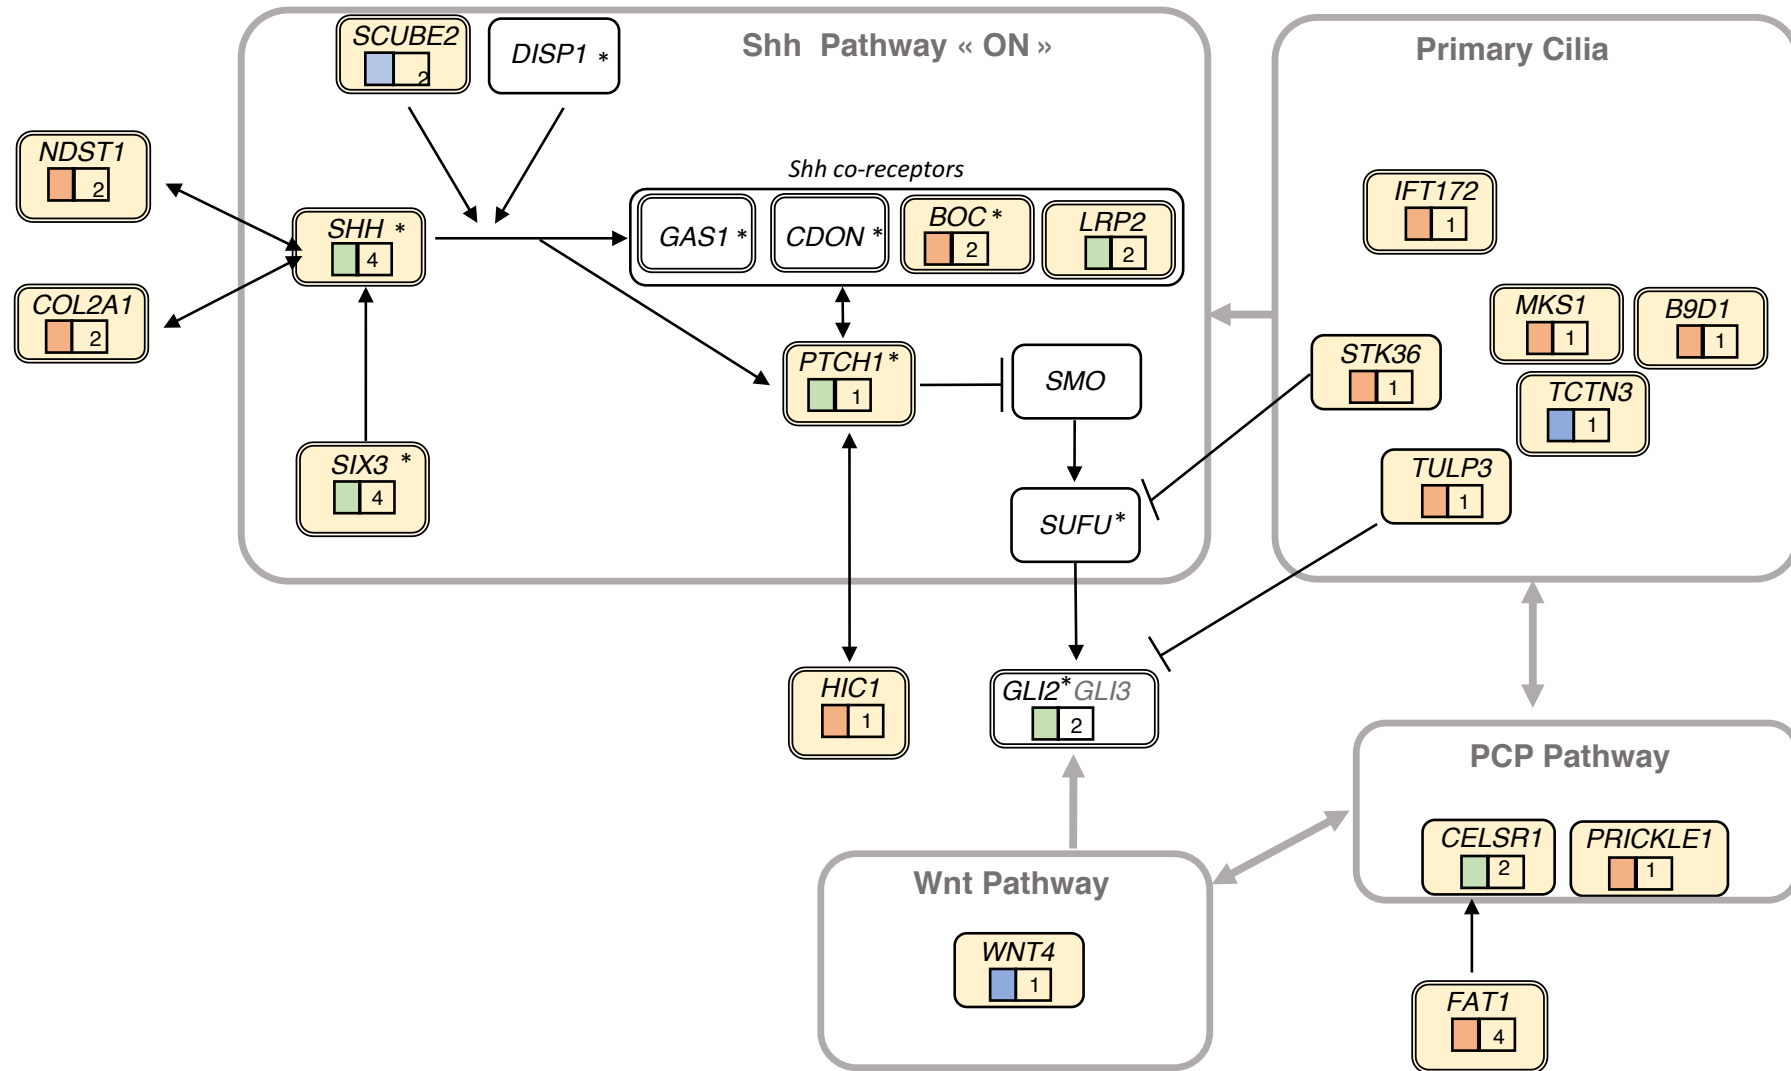 Shh Pathway « ON »
Primary Cilia
SCUBE2
2
DISP1 *
NDST1
2
Shh co-receptors
SHH *
4
GAS1 *
CDON *
BOC *
2
LRP2
2
IFT172
1
COL2A1
2
MKS1
1
B9D1
1
PTCH1 *
1
SMO
STK36
1
TCTN3
1
SIX3 *
4
SUFU *
TULP3
1
HIC1
1
GLI2* GLI3
2
PCP Pathway
CELSR1
2
PRICKLE1
1
Wnt Pathway
WNT4
1
FAT1
4